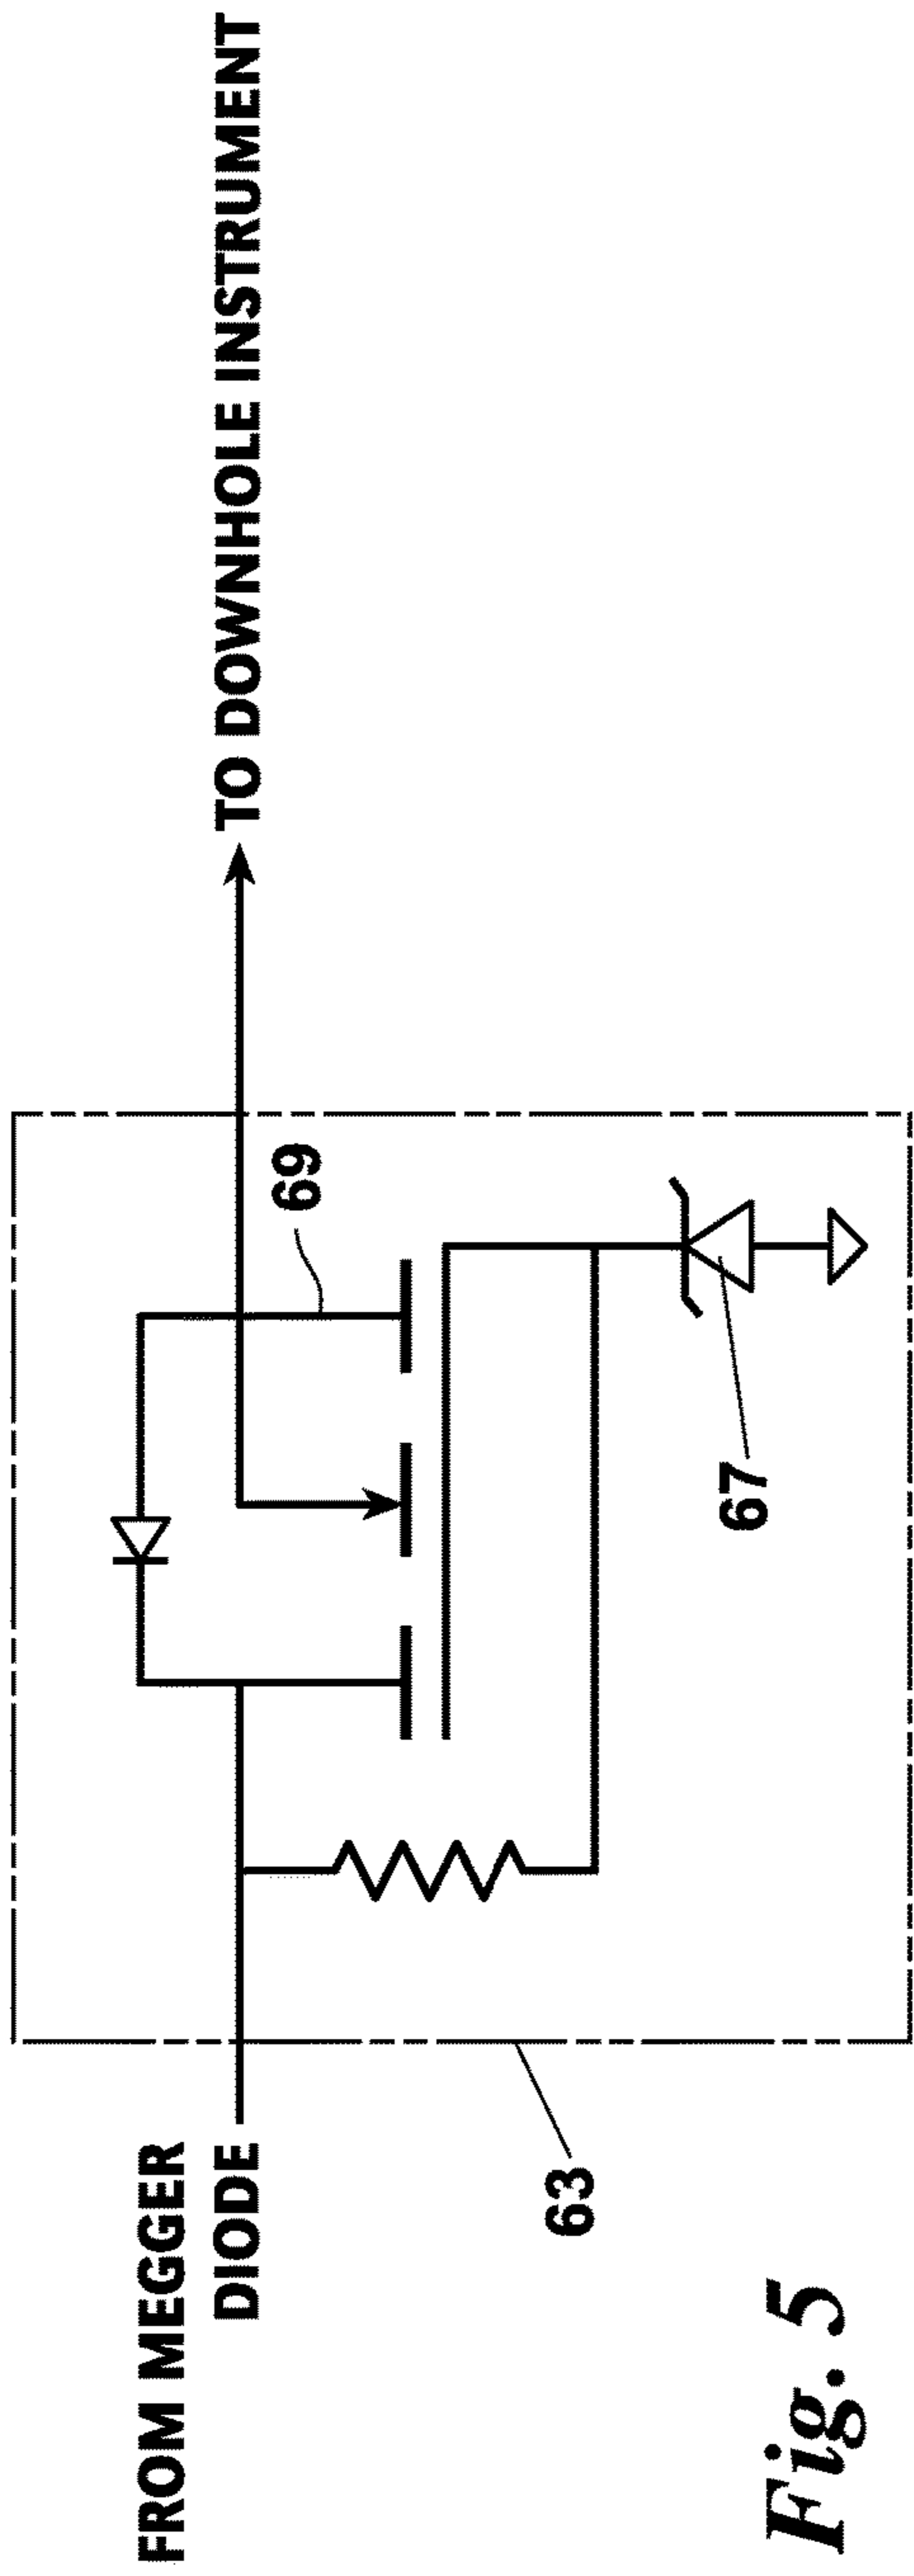 FROM MEGGER
DIODE
TO DOWNHOLE INSTRUMENT
69
67
63
Fig. 5